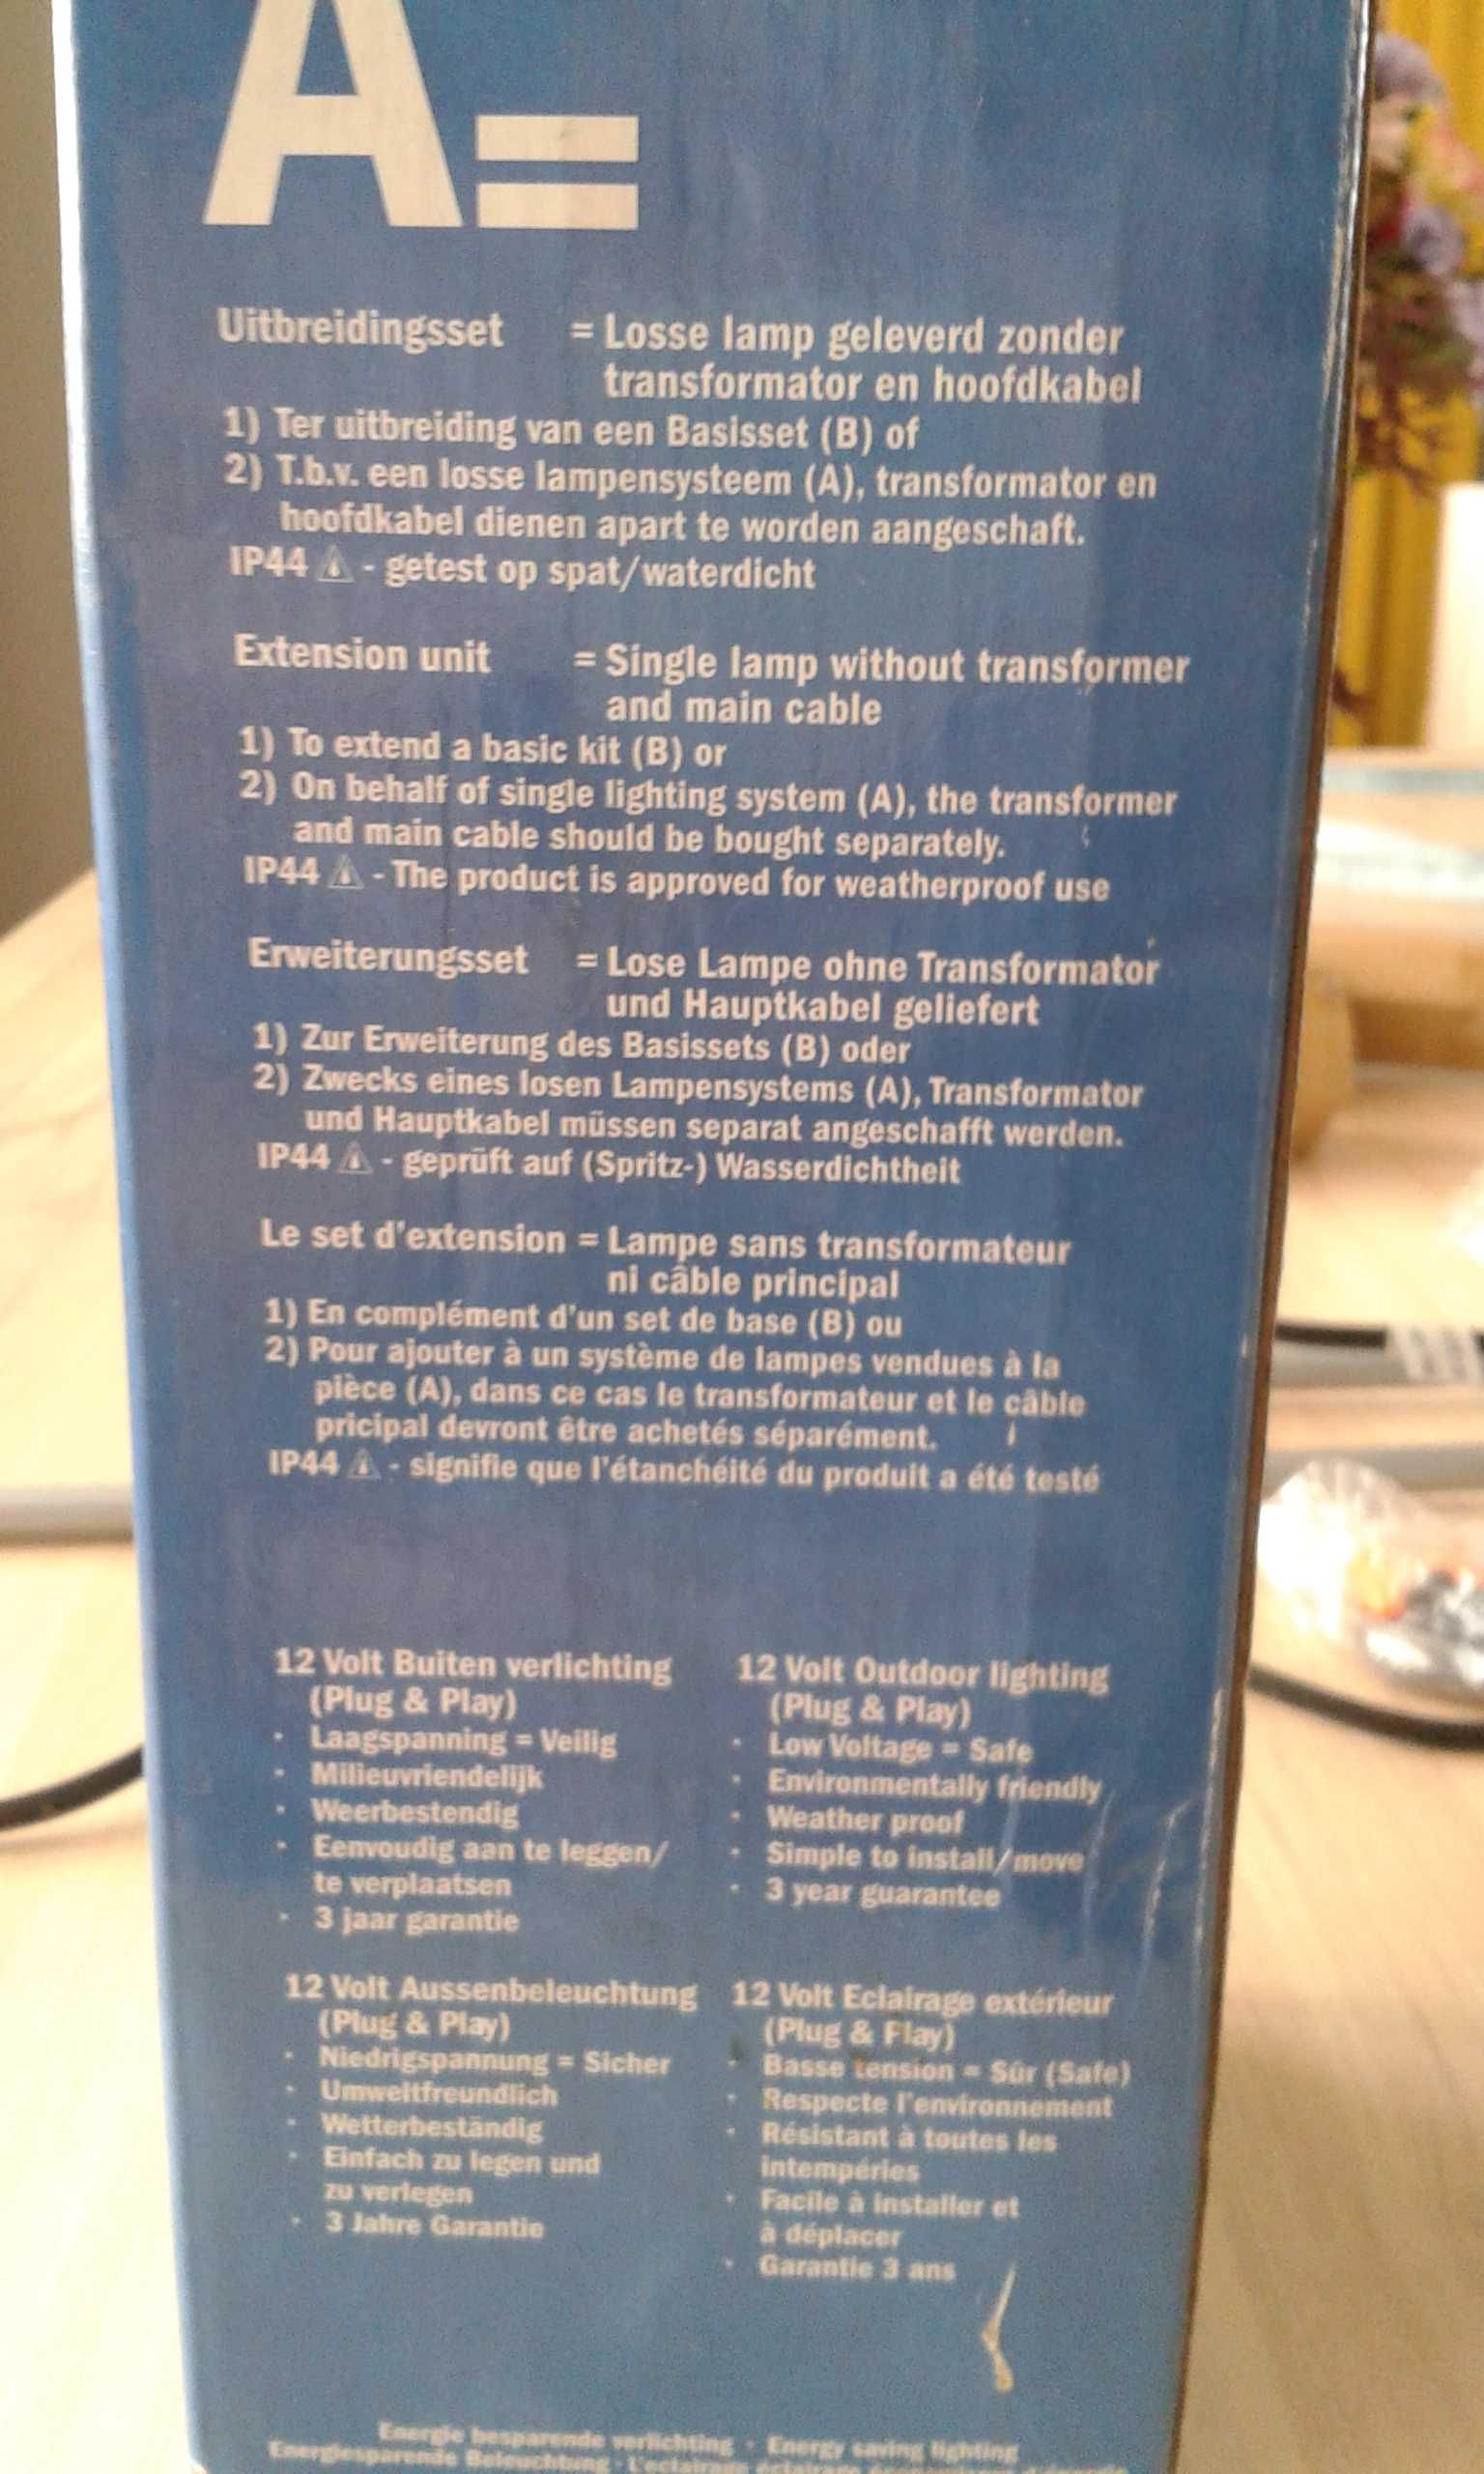 A=
Uitbreidingsset = Losse lamp geleverd zonder
transformator en hoofdkabel
1) Ter uitbreiding van een Basisset (B) of
2) T.b.v. een losse lampensysteem (A), transformator en
hoofdkabel dienen apart te worden aangeschaft.
IP44 - getest op spat/waterdicht
Extension unit = Single lamp without transformer
and main cable
1) To extend a basic kit (B) or
2) On behalf of single lighting system (A), the transformer
and main cable should be bought separately.
IP44 - The product is approved for weatherproof use
Erweiterungsset = Lose Lampe ohne Transformator
und Hauptkabel geliefert
1) Zur Erweiterung des Basissets (B) oder
2) Zwecks eines losen Lampensystems (A), Transformator
und Hauptkabel müssen separat angeschafft werden.
IP44 - geprüft auf (Spritz-) Wasserdichtheit
Le set d'extension = Lampe sans transformateur
ni câble principal
1) En complément d'un set de base (B) ou
2) Pour ajouter à un système de lampes vendues à la
pièce (A), dans ce cas le transformateur et le câble
pricipal devront être achetés séparément.
IP44 - signifie que l'étanchéité du produit a été testé
12 Volt Buiten verlichting
(Plug & Play)
· Laagspanning = Veilig
· Milieuvriendelijk
· Weerbestendig
· Eenvoudig aan te leggen/
te verplaatsen
· 3 jaar garantie
12 Volt Outdoor lighting
(Plug & Play)
· Low Voltage = Safe
· Environmentally friendly
· Weather proof
· Simple to install/move
· 3 year guarantee
12 Volt Aussenbeleuchtung
(Plug & Play)
· Niedrigspannung = Sicher
· Umweltfreundlich
· Wetterbeständig
· Einfach zu legen und
zu verlegen
· 3 Jahre Garantie
12 Volt Eclairage extérieur
(Plug & Play)
· Basse tension = Sûr (Safe)
· Respecte l'environnement
· Résistant à toutes les
intempéries
· Facile à installer et
à déplacer
· Garantie 3 ans
Energie besparende verlichting · Energy saving lighting
Energiesparende Beleuchtung · L'eclairage